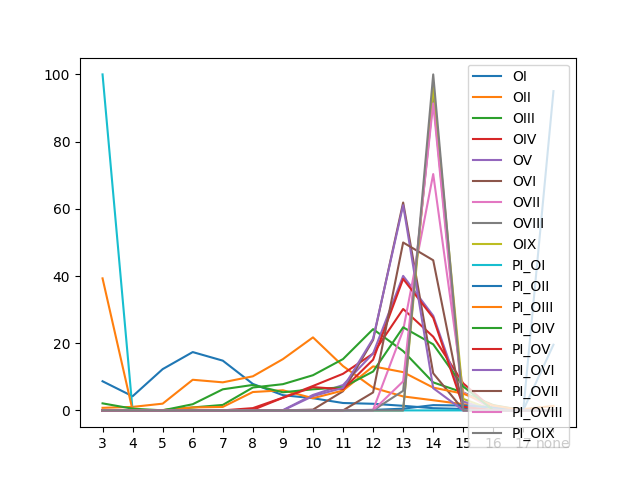 100
80
60
40
20
0
3 4 5 6 7 8 9 10 11 12 13 14 15 16 17 none
OI
OII
OIII
OIV
OV
OVI
OVII
OVIII
OIX
PI_OI
PI_OII
PI_OIII
PI_OIV
PI_OV
PI_OVI
PI_OVII
PI_OVIII
PI_OIX